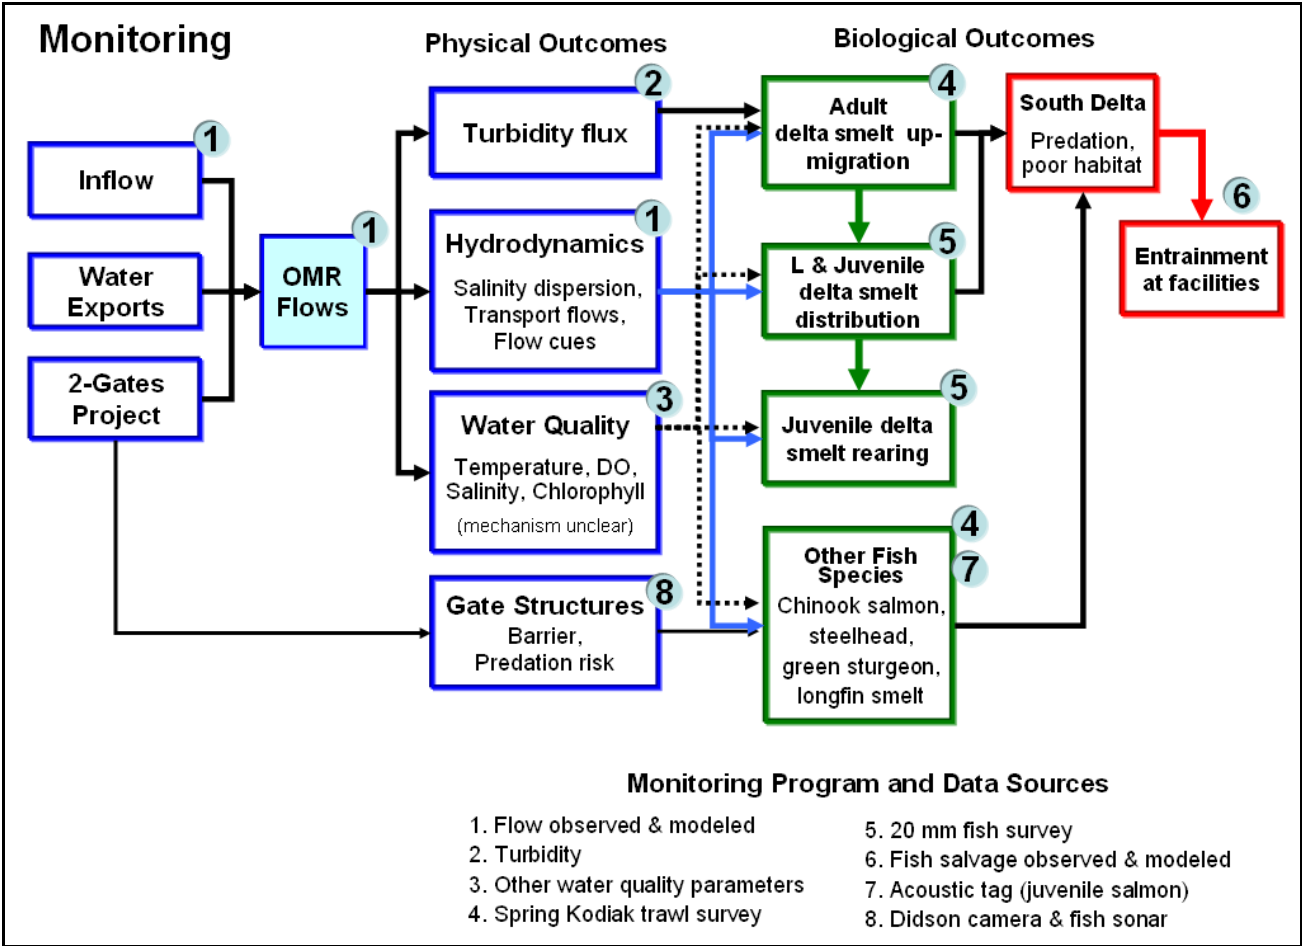 Monitoring
Physical Outcomes
Biological Outcomes
1
Inflow
Water
Exports
2-Gates
Project
1
OMR
Flows
2
Turbidity flux
1
Hydrodynamics
Salinity dispersion,
Transport flows,
Flow cues
3
Water Quality
Temperature, DO,
Salinity, Chlorophyll
(mechanism unclear)
8
Gate Structures
Barrier,
Predation risk
4
Adult
delta smelt up-
migration
5
L & Juvenile
delta smelt
distribution
5
Juvenile delta
smelt rearing
4
7
Other Fish
Species
Chinook salmon,
steelhead,
green sturgeon,
longfin smelt
South Delta
Predation,
poor habitat
6
Entrainment
at facilities
Monitoring Program and Data Sources
1. Flow observed & modeled
2. Turbidity
3. Other water quality parameters
4. Spring Kodiak trawl survey
5. 20 mm fish survey
6. Fish salvage observed & modeled
7. Acoustic tag (juvenile salmon)
8. Didson camera & fish sonar